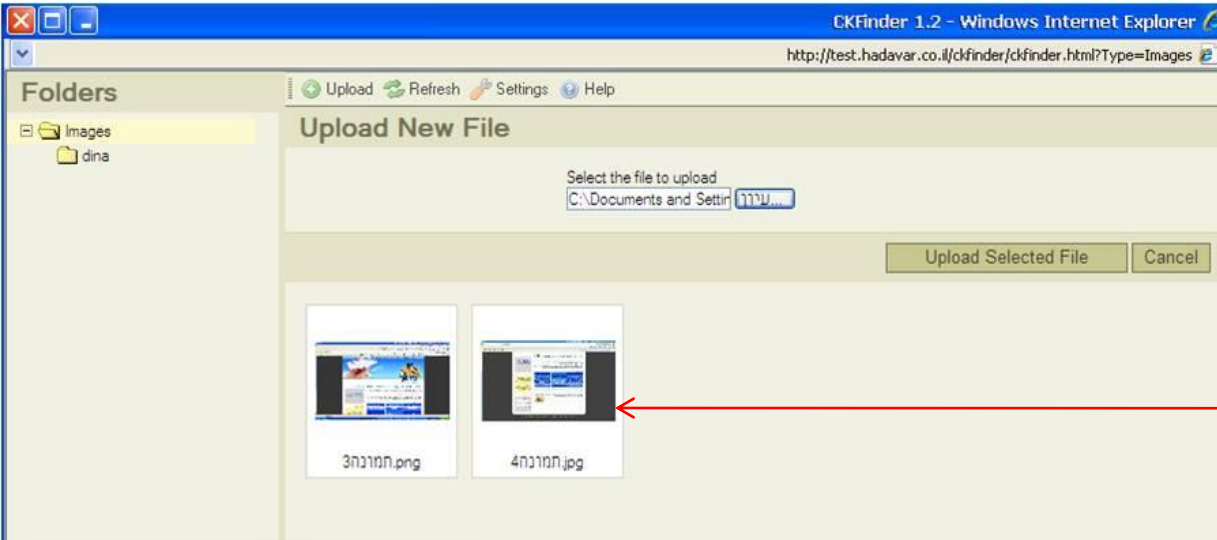 CKFinder 1.2 - Windows Internet Explorer
http://test.hadavar.co.il/ckfinder/ckfinder.html?Type=Images
Folders
Images
dina
Upload Refresh Settings Help
Upload New File
Select the file to upload
C:\Documents and Settin
עיון...
Upload Selected File Cancel
תמונה3.png
תמונה4.jpg